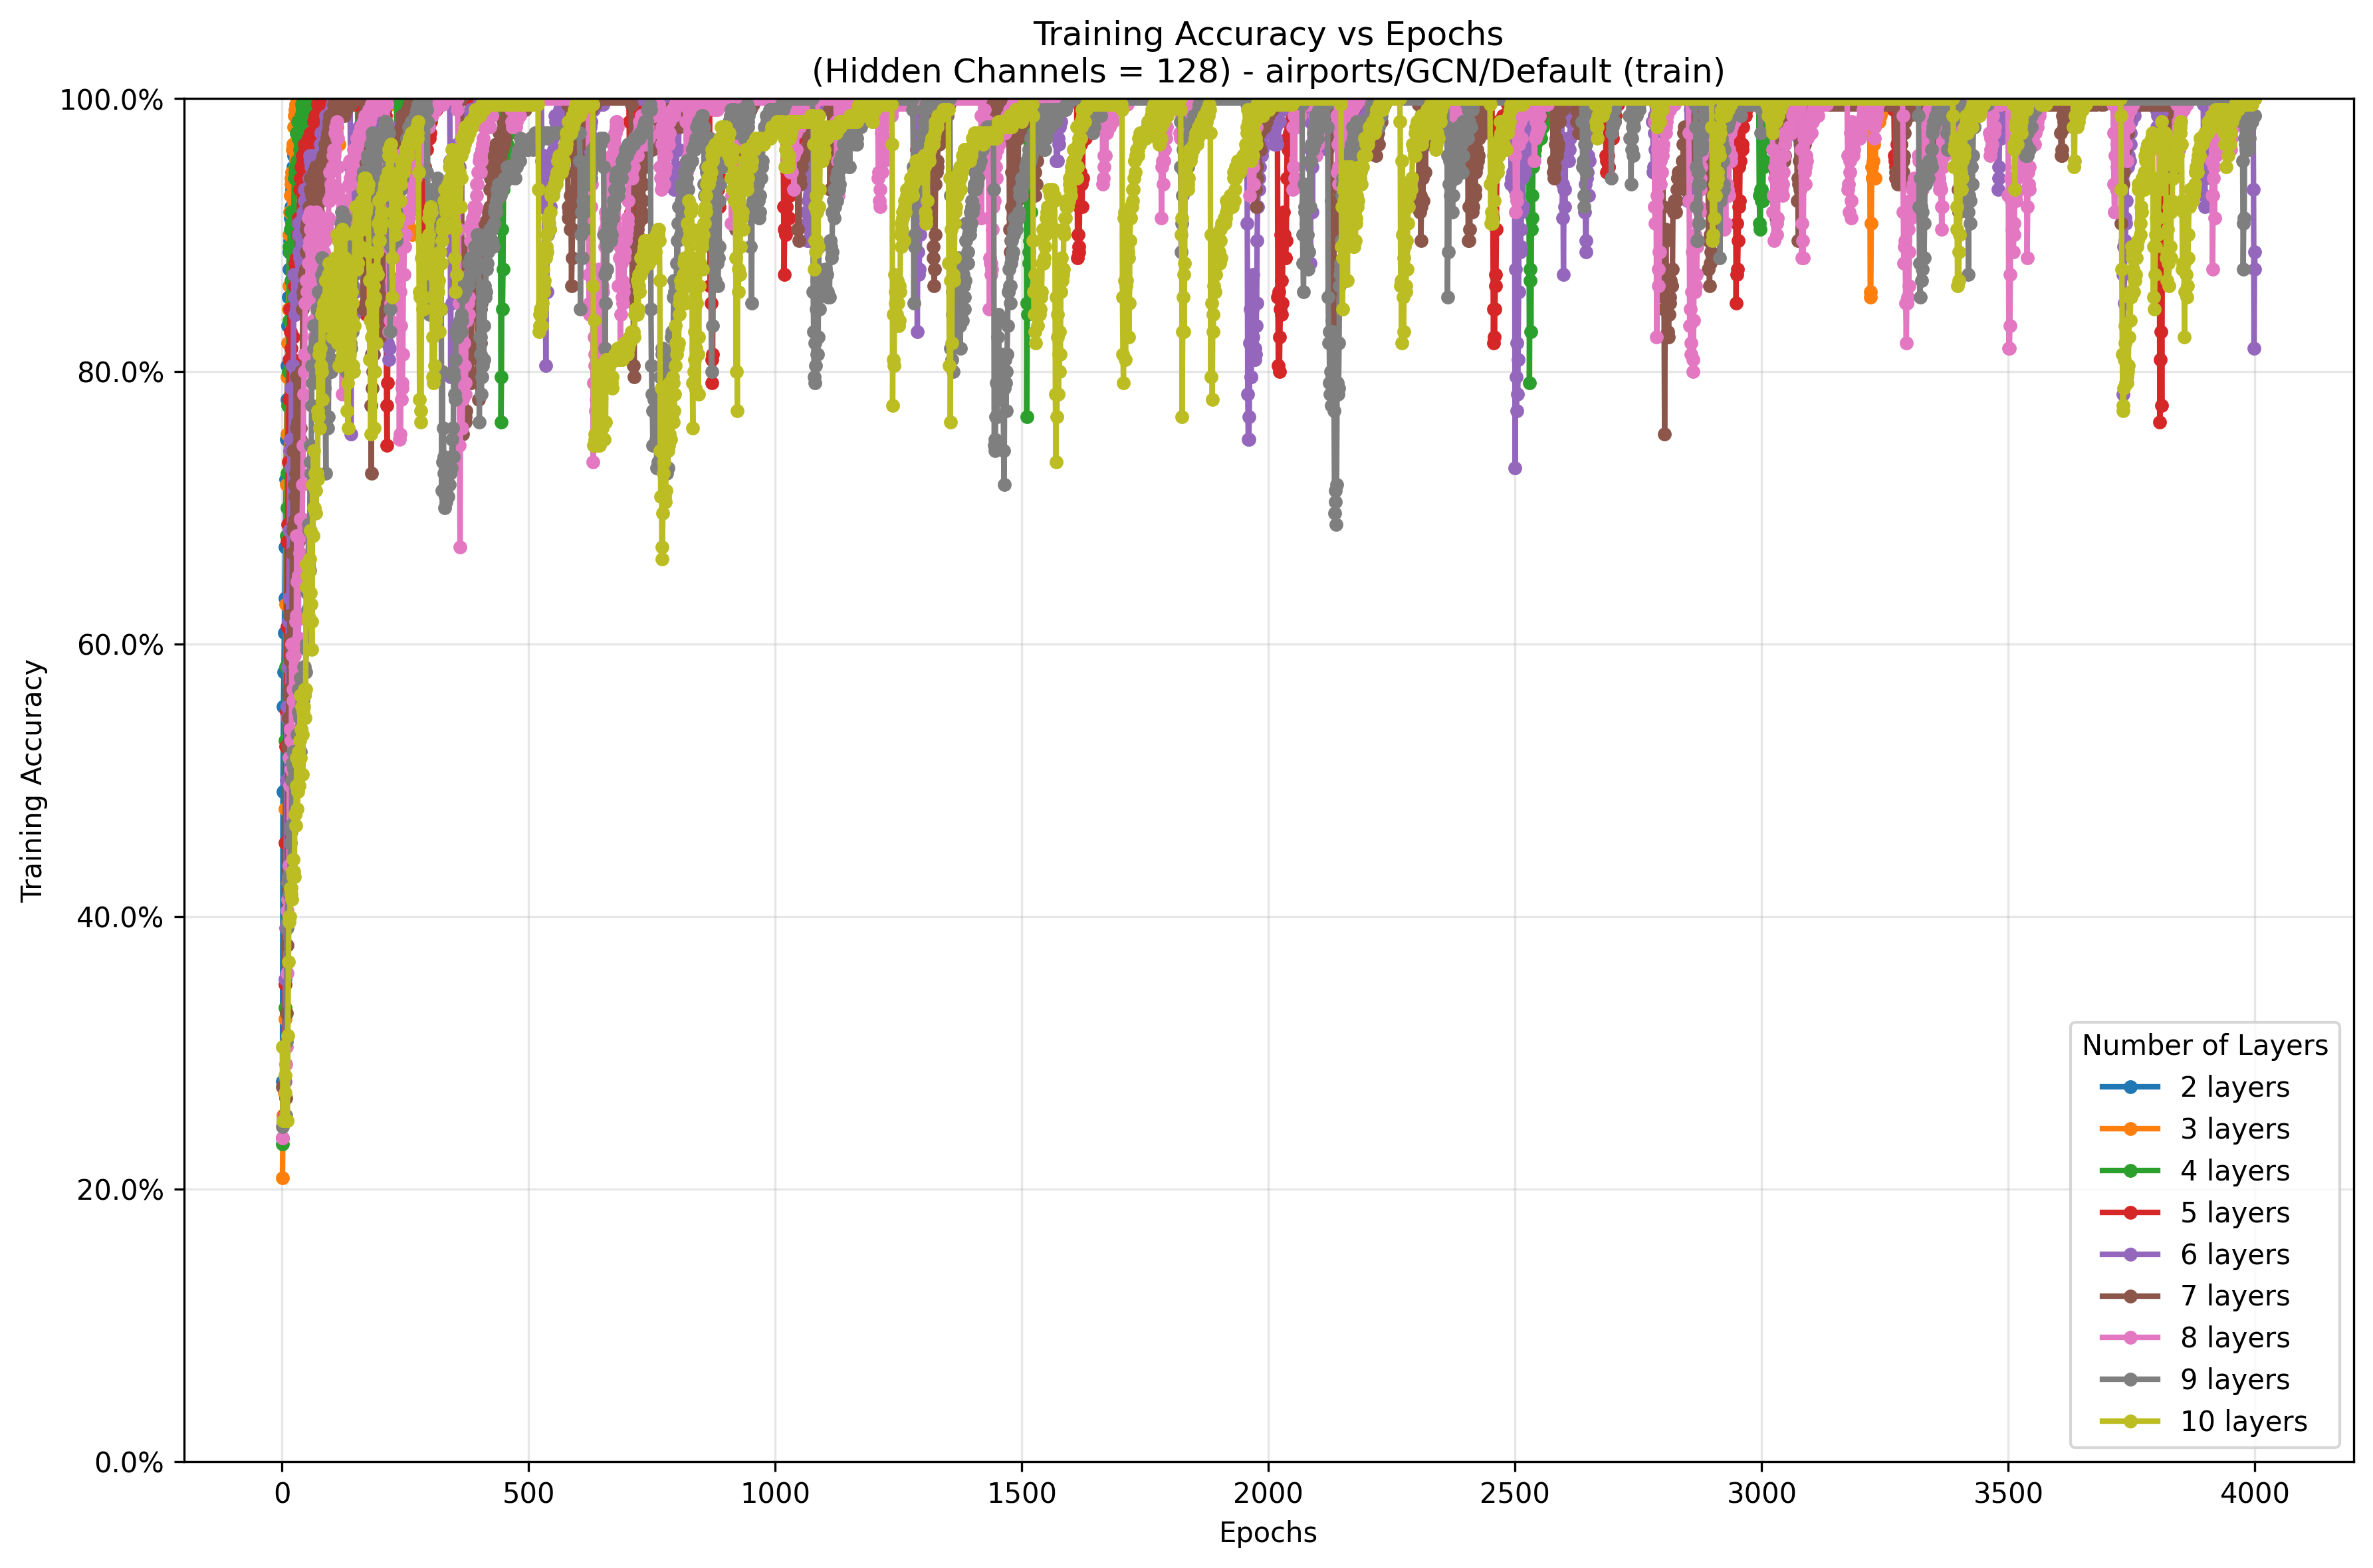 Training Accuracy vs Epochs
(Hidden Channels = 128) - airports/GCN/Default (train)
100.0%
80.0%
60.0%
40.0%
20.0%
0.0%
Training Accuracy
0
500
1000
1500
2000
2500
3000
3500
4000
Epochs
Number of Layers
2 layers
3 layers
4 layers
5 layers
6 layers
7 layers
8 layers
9 layers
10 layers